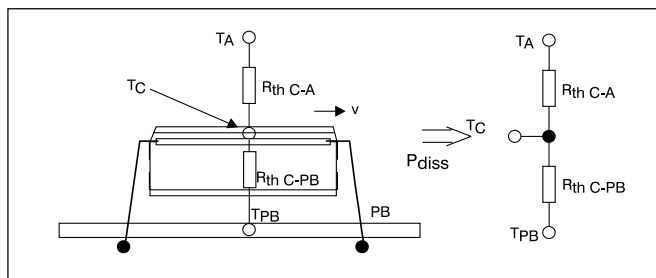 TA
Rth C-A
TC
v
Rth C-PB
TPB
PB
Pdiss
TA
Rth C-A
TC
Rth C-PB
TPB